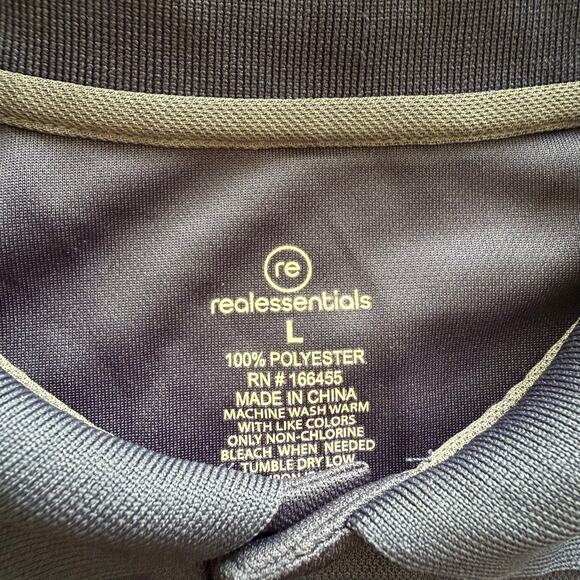 re
realessentials
L
100% POLYESTER
RN # 166455
MADE IN CHINA
MACHINE WASH WARM
WITH LIKE COLORS
ONLY NON-CHLORINE
BLEACH WHEN NEEDED
TUMBLE DRY LOW